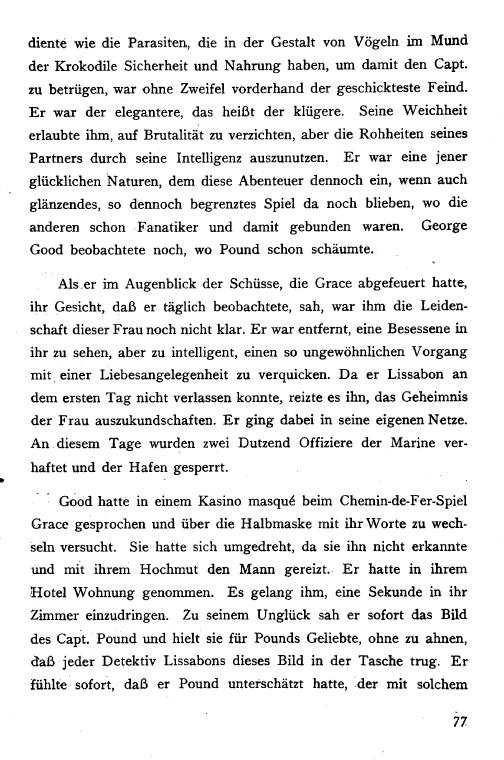 diente wie die Parasiten, die in der Gestalt von Vögeln im Mund
der Krokodile Sicherheit und Nahrung haben, um damit den Capt.
zu betrügen, war ohne Zweifel vorderhand der geschickteste Feind.
Er war der elegantere, das heißt der klügere. Seine Weichheit
erlaubte ihm, auf Brutalität zu verzichten, aber die Rohheiten seines
Partners durch seine Intelligenz auszunutzen. Er war eine jener
glücklichen Naturen, dem diese Abenteuer dennoch ein, wenn auch
glänzendes, so dennoch begrenztes Spiel da noch blieben, wo die
anderen schon Fanatiker und damit gebunden waren. George
Good beobachtete noch, wo Pound schon schäumte.
Als er im Augenblick der Schüsse, die Grace abgefeuert hatte,
ihr Gesicht, daß er täglich beobachtete, sah, war ihm die Leiden-
schaft dieser Frau noch nicht klar. Er war entfernt, eine Besessene in
ihr zu sehen, aber zu intelligent, einen so ungewöhnlichen Vorgang
mit einer Liebesangelegenheit zu verquicken. Da er Lissabon an
dem ersten Tag nicht verlassen konnte, reizte es ihn, das Geheimnis
der Frau auszukundschaften. Er ging dabei in seine eigenen Netze.
An diesem Tage wurden zwei Dutzend Offiziere der Marine ver-
haftet und der Hafen gesperrt.
Good hatte in einem Kasino masqué beim Chemin-de-Fer-Spiel
Grace gesprochen und über die Halbmaske mit ihr Worte zu wech-
seln versucht. Sie hatte sich umgedreht, da sie ihn nicht erkannte
und mit ihrem Hochmut den Mann gereizt. Er hatte in ihrem
Hotel Wohnung genommen. Es gelang ihm, eine Sekunde in ihr
Zimmer einzudringen. Zu seinem Unglück sah er sofort das Bild
des Capt. Pound und hielt sie für Pounds Geliebte, ohne zu ahnen,
daß jeder Detektiv Lissabons dieses Bild in der Tasche trug. Er
fühlte sofort, daß er Pound unterschätzt hatte, der mit solchem
77